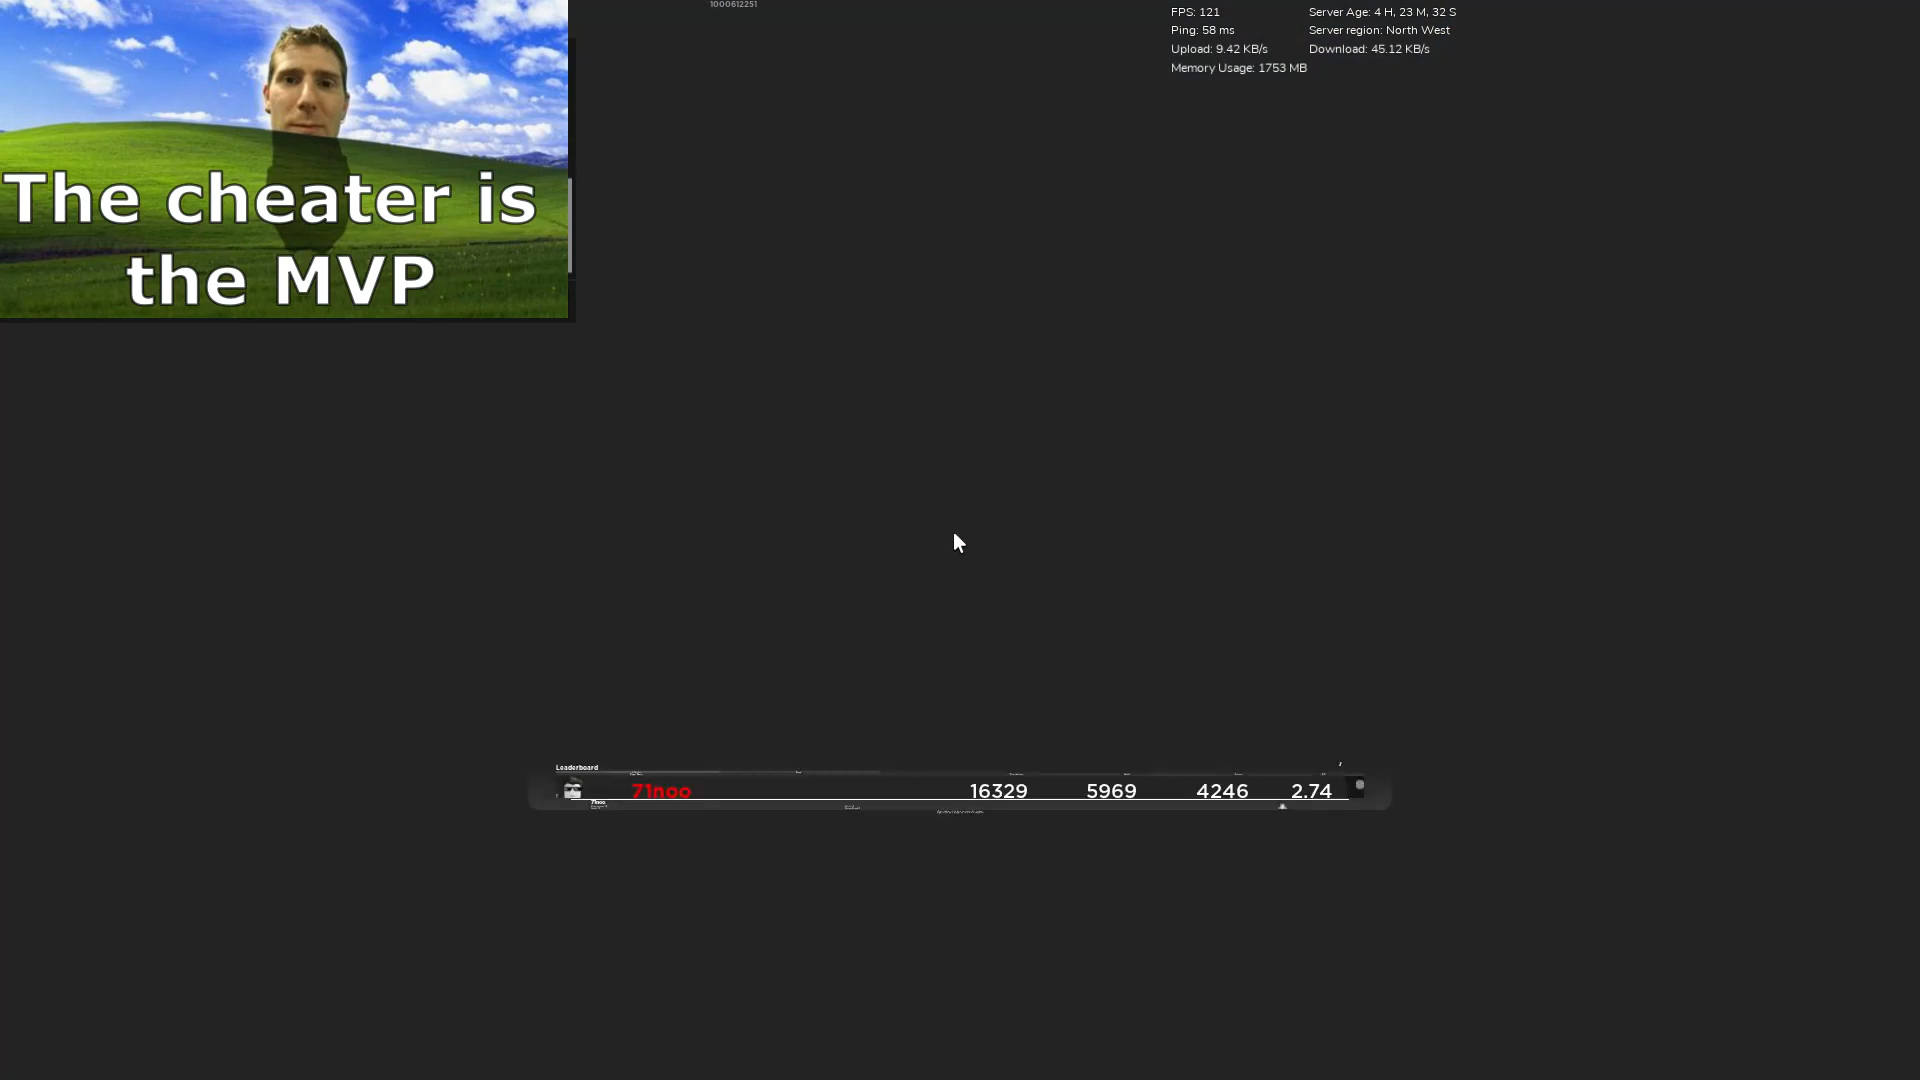 1000612251
FPS: 121
Server Age: 4 H, 23 M, 32 S
Ping: 58 ms
Server region: North West
Upload: 9.42 KB/s
Download: 45.12 KB/s
Memory Usage: 1753 MB
The cheater is
the MVP
Leaderboard
71noo 16329 5969 4246 2.74
71noo